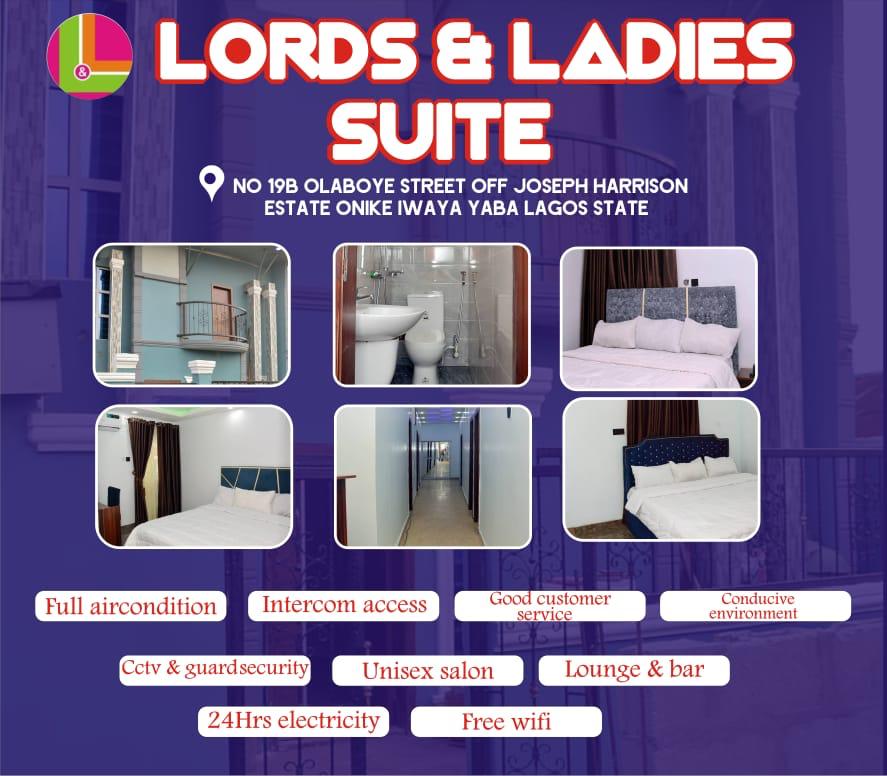 L & L
LORDS & LADIES
SUITE
NO 19B OLABOYE STREET OFF JOSEPH HARRISON
ESTATE ONIKE IWAYA YABA LAGOS STATE
Full aircondition
Intercom access
Good customer
service
Conducive
environment
Cctv & guardsecurity
Unisex salon
Lounge & bar
24Hrs electricity
Free wifi